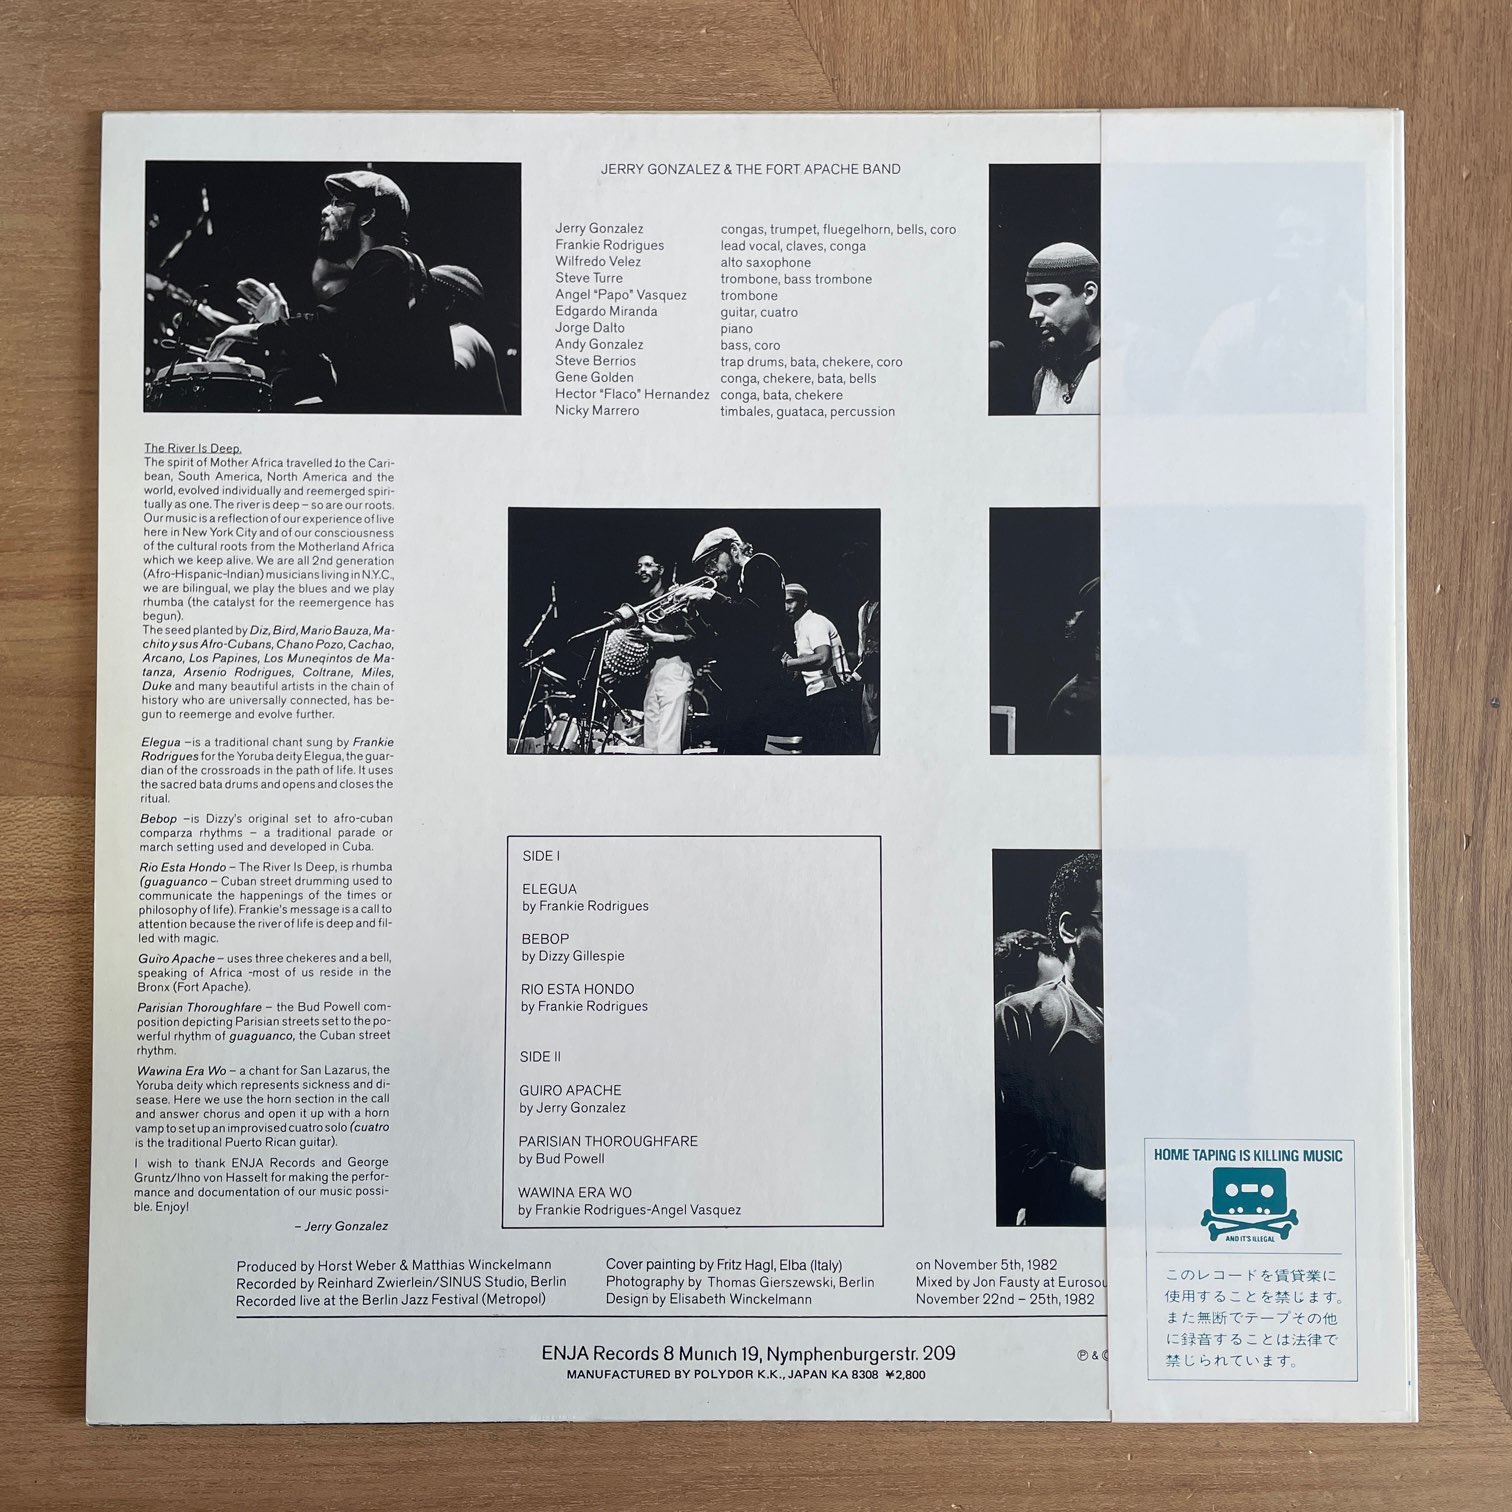 JERRY GONZALEZ & THE FORT APACHE BAND
Jerry Gonzalez congas, trumpet, fluegelhorn, bells, coro
Frankie Rodrigues lead vocal, claves, conga
Wilfredo Velez alto saxophone
Steve Turre trombone, bass trombone
Angel "Papo" Vasquez trombone
Edgardo Miranda guitar, cuatro
Jorge Dalto piano
Andy Gonzalez bass, coro
Steve Berrios trap drums, bata, chekere, coro
Gene Golden conga, chekere, bata, bells
Hector "Flaco" Hernandez conga, bata, chekere
Nicky Marrero timbales, guataca, percussion
The River Is Deep.
The spirit of Mother Africa travelled to the Cari-
bean, South America, North America and the
world, evolved individually and reemerged spiri-
tually as one. The river is deep – so are our roots.
Our music is a reflection of our experience of live
here in New York City and of our consciousness
of the cultural roots from the Motherland Africa
which we keep alive. We are all 2nd generation
(Afro-Hispanic-Indian) musicians living in N.Y.C.,
we are bilingual, we play the blues and we play
rhumba (the catalyst for the reemergence has
begun).
The seed planted by Diz, Bird, Mario Bauza, Ma-
chito y sus Afro-Cubans, Chano Pozo, Cachao,
Arcano, Los Papines, Los Muneqintos de Ma-
tanza, Arsenio Rodrigues, Coltrane, Miles,
Duke and many beautiful artists in the chain of
history who are universally connected, has be-
gun to reemerge and evolve further.
Elegua –is a traditional chant sung by Frankie
Rodrigues for the Yoruba deity Elegua, the guar-
dian of the crossroads in the path of life. It uses
the sacred bata drums and opens and closes the
ritual.
Bebop –is Dizzy's original set to afro-cuban
comparza rhythms – a traditional parade or
march setting used and developed in Cuba.
Rio Esta Hondo – The River Is Deep, is rhumba
(guaguanco – Cuban street drumming used to
communicate the happenings of the times or
philosophy of life). Frankie's message is a call to
attention because the river of life is deep and fil-
led with magic.
Guiro Apache – uses three chekeres and a bell,
speaking of Africa -most of us reside in the
Bronx (Fort Apache).
Parisian Thoroughfare – the Bud Powell com-
position depicting Parisian streets set to the po-
werful rhythm of guaguanco, the Cuban street
rhythm.
Wawina Era Wo – a chant for San Lazarus, the
Yoruba deity which represents sickness and di-
sease. Here we use the horn section in the call
and answer chorus and open it up with a horn
vamp to set up an improvised cuatro solo (cuatro
is the traditional Puerto Rican guitar).
I wish to thank ENJA Records and George
Gruntz/Ihno von Hasselt for making the perfor-
mance and documentation of our music possi-
ble. Enjoy!
– Jerry Gonzalez
SIDE I
ELEGUA
by Frankie Rodrigues
BEBOP
by Dizzy Gillespie
RIO ESTA HONDO
by Frankie Rodrigues
SIDE II
GUIRO APACHE
by Jerry Gonzalez
PARISIAN THOROUGHFARE
by Bud Powell
WAWINA ERA WO
by Frankie Rodrigues-Angel Vasquez
Produced by Horst Weber & Matthias Winckelmann
Recorded by Reinhard Zwierlein/SINUS Studio, Berlin
Recorded live at the Berlin Jazz Festival (Metropol)
Cover painting by Fritz Hagl, Elba (Italy)
Photography by Thomas Gierszewski, Berlin
Design by Elisabeth Winckelmann
on November 5th, 1982
Mixed by Jon Fausty at Eurosou
November 22nd – 25th, 1982
ENJA Records 8 Munich 19, Nymphenburgerstr. 209
℗ & ©
MANUFACTURED BY POLYDOR K.K., JAPAN KA 8308 ¥2,800
HOME TAPING IS KILLING MUSIC
AND IT'S ILLEGAL
このレコードを賃貸業に
使用することを禁じます。
また無断でテープその他
に録音することは法律で
禁じられています。